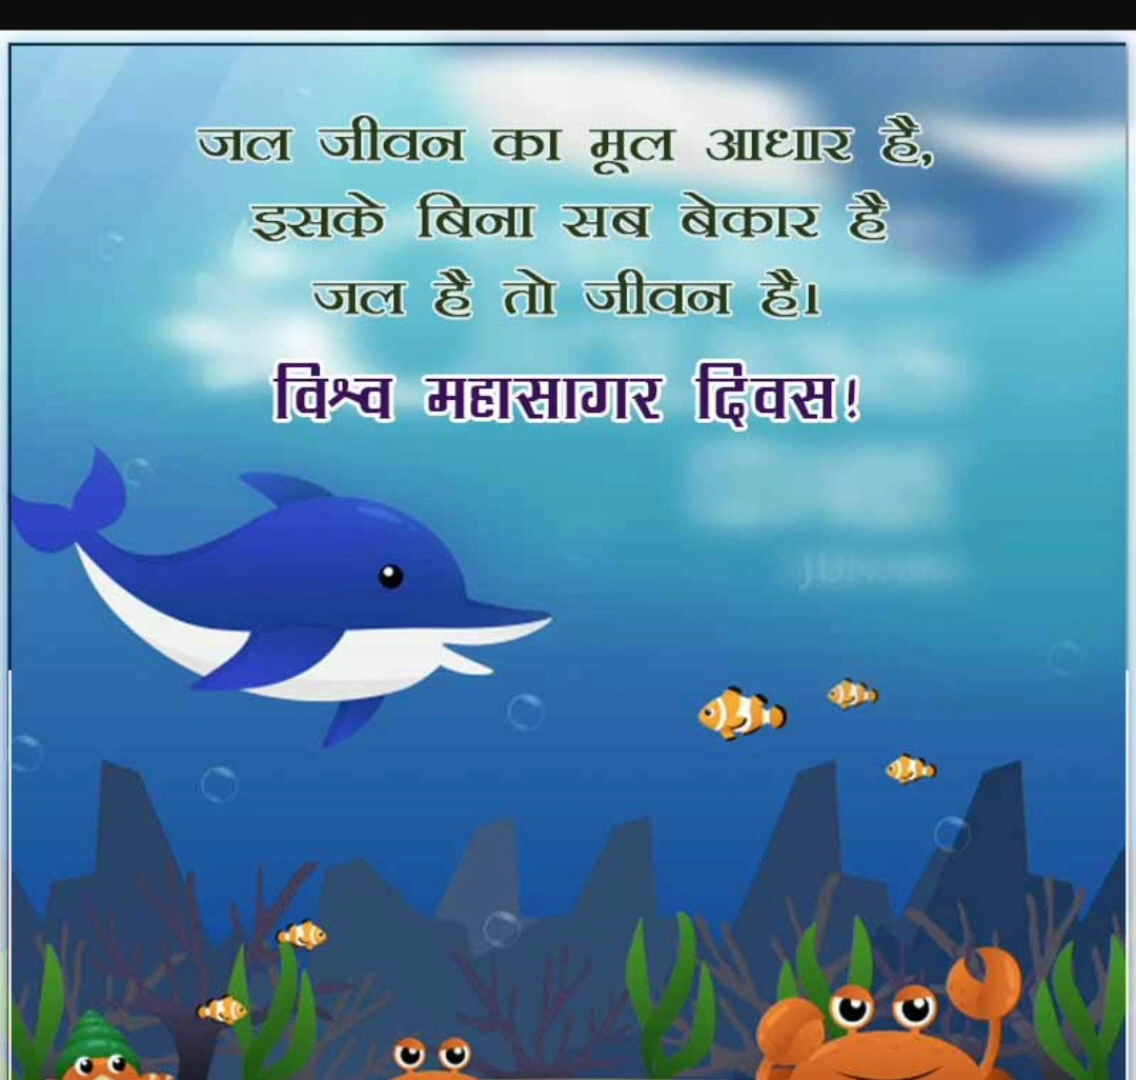 जल जीवन का मूल आधार है,
इसके बिना सब बेकार है
जल है तो जीवन है।
विश्व महासागर दिवस!